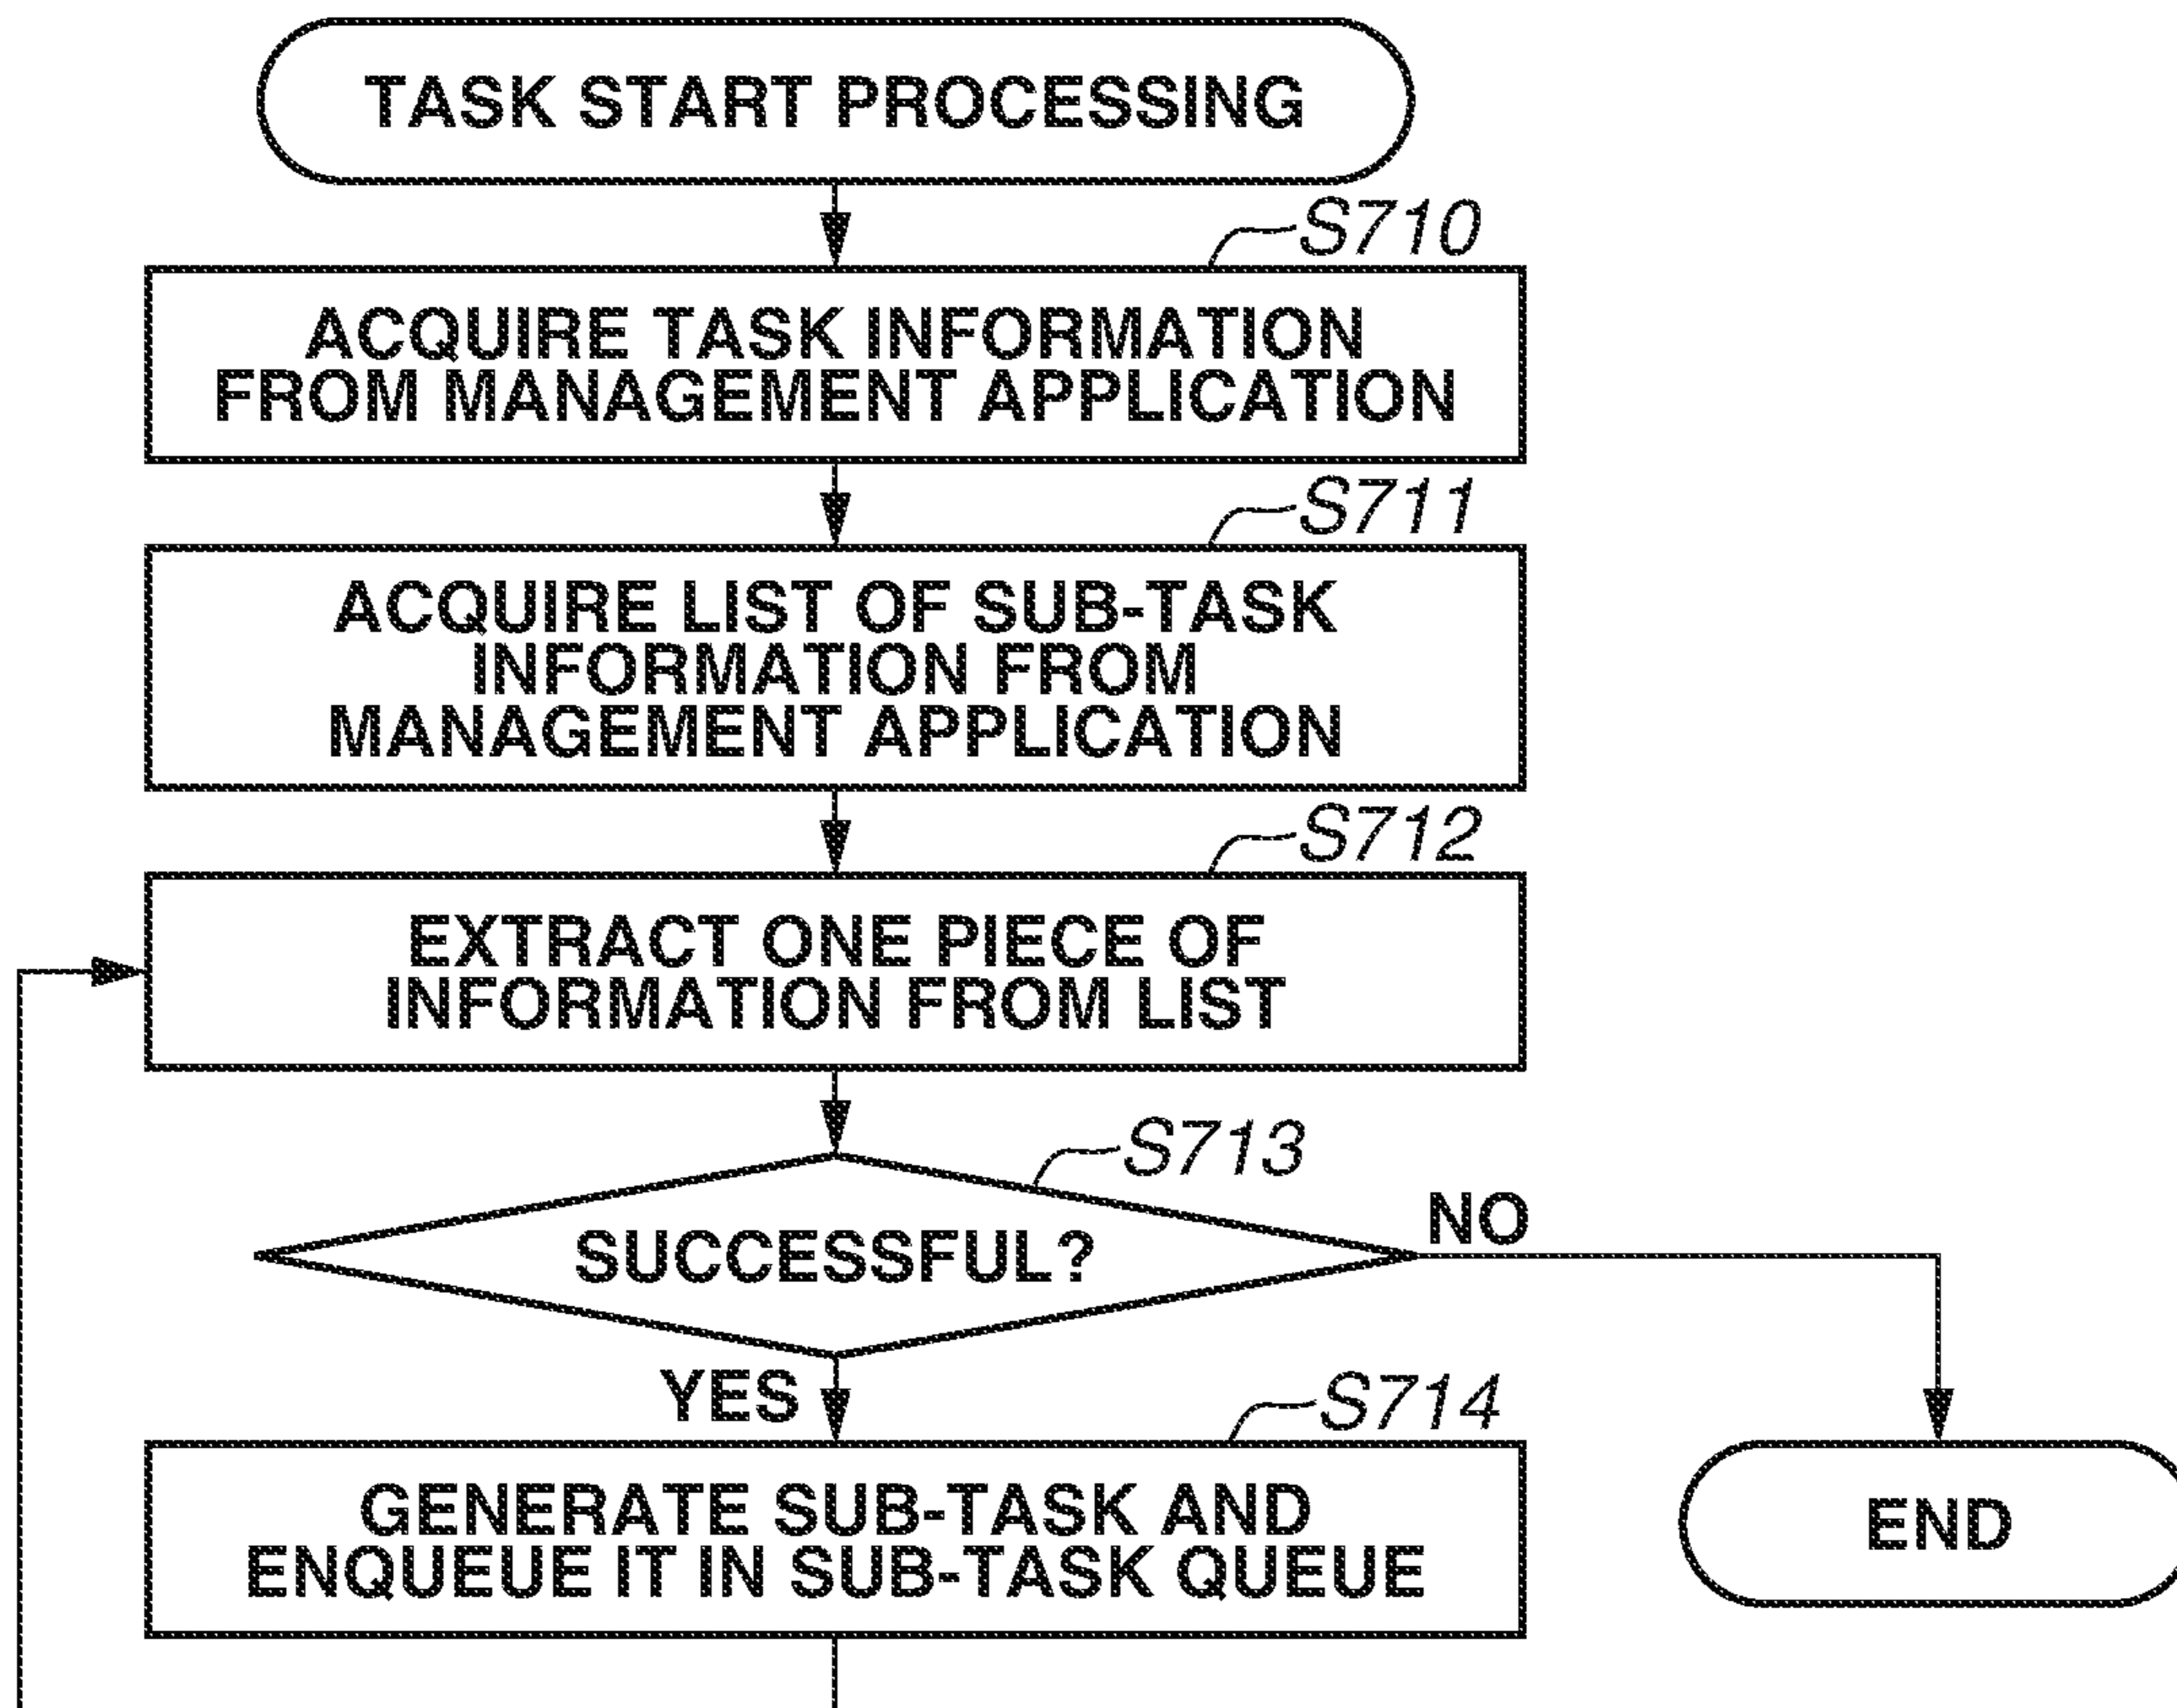 TASK START PROCESSING
S710
ACQUIRE TASK INFORMATION
FROM MANAGEMENT APPLICATION
S711
ACQUIRE LIST OF SUB-TASK
INFORMATION FROM
MANAGEMENT APPLICATION
S712
EXTRACT ONE PIECE OF
INFORMATION FROM LIST
S713
SUCCESSFUL?
NO
YES
S714
GENERATE SUB-TASK AND
ENQUEUE IT IN SUB-TASK QUEUE
END